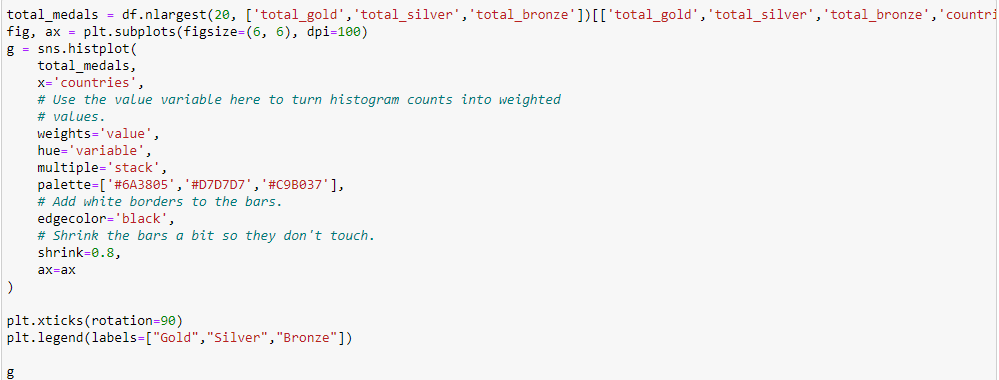 total_medals = df.nlargest(20, ['total_gold','total_silver','total_bronze'])[['total_gold','total_silver','total_bronze','countri
fig, ax = plt.subplots(figsize=(6, 6), dpi=100)
g = sns.histplot(
    total_medals,
    x='countries',
    # Use the value variable here to turn histogram counts into weighted
    # values.
    weights='value',
    hue='variable',
    multiple='stack',
    palette=['#6A3805','#D7D7D7','#C9B037'],
    # Add white borders to the bars.
    edgecolor='black',
    # Shrink the bars a bit so they don't touch.
    shrink=0.8,
    ax=ax
)
plt.xticks(rotation=90)
plt.legend(labels=["Gold","Silver","Bronze"])
g